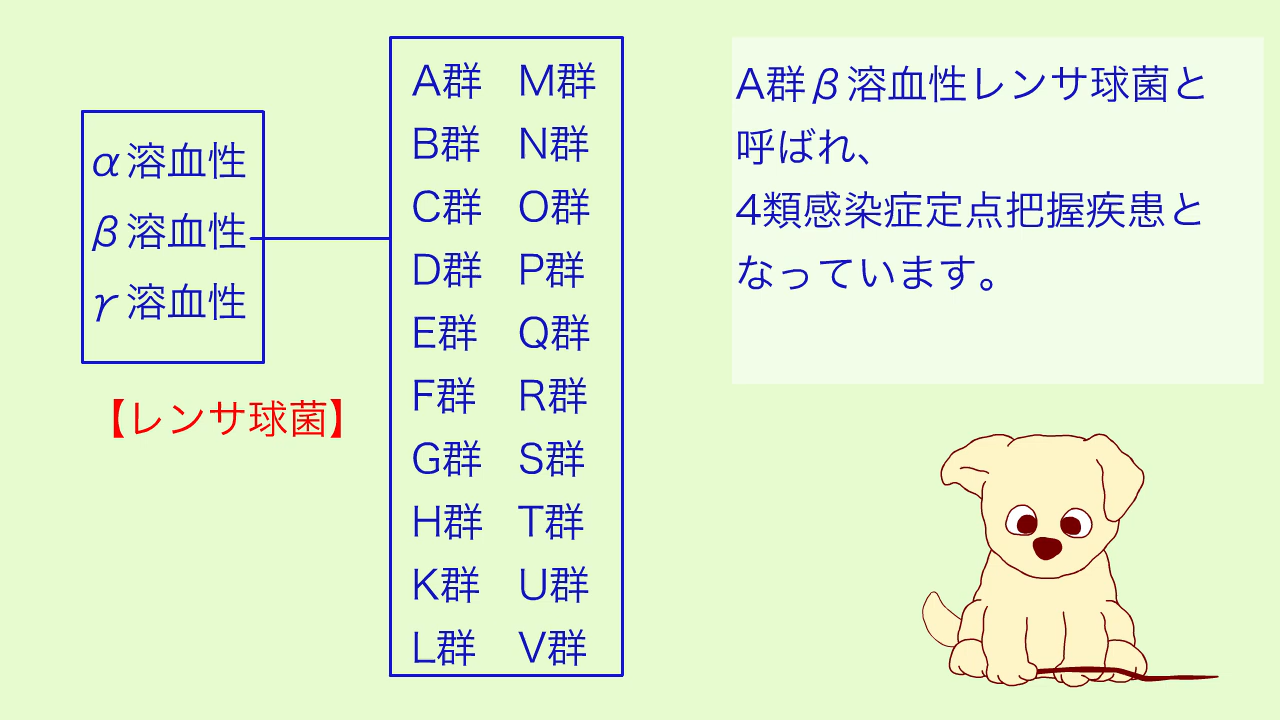 α溶血性
β溶血性
γ溶血性
【レンサ球菌】
A群 M群
B群 N群
C群 O群
D群 P群
E群 Q群
F群 R群
G群 S群
H群 T群
K群 U群
L群 V群
A群β溶血性レンサ球菌と
呼ばれ、
4類感染症定点把握疾患と
なっています。